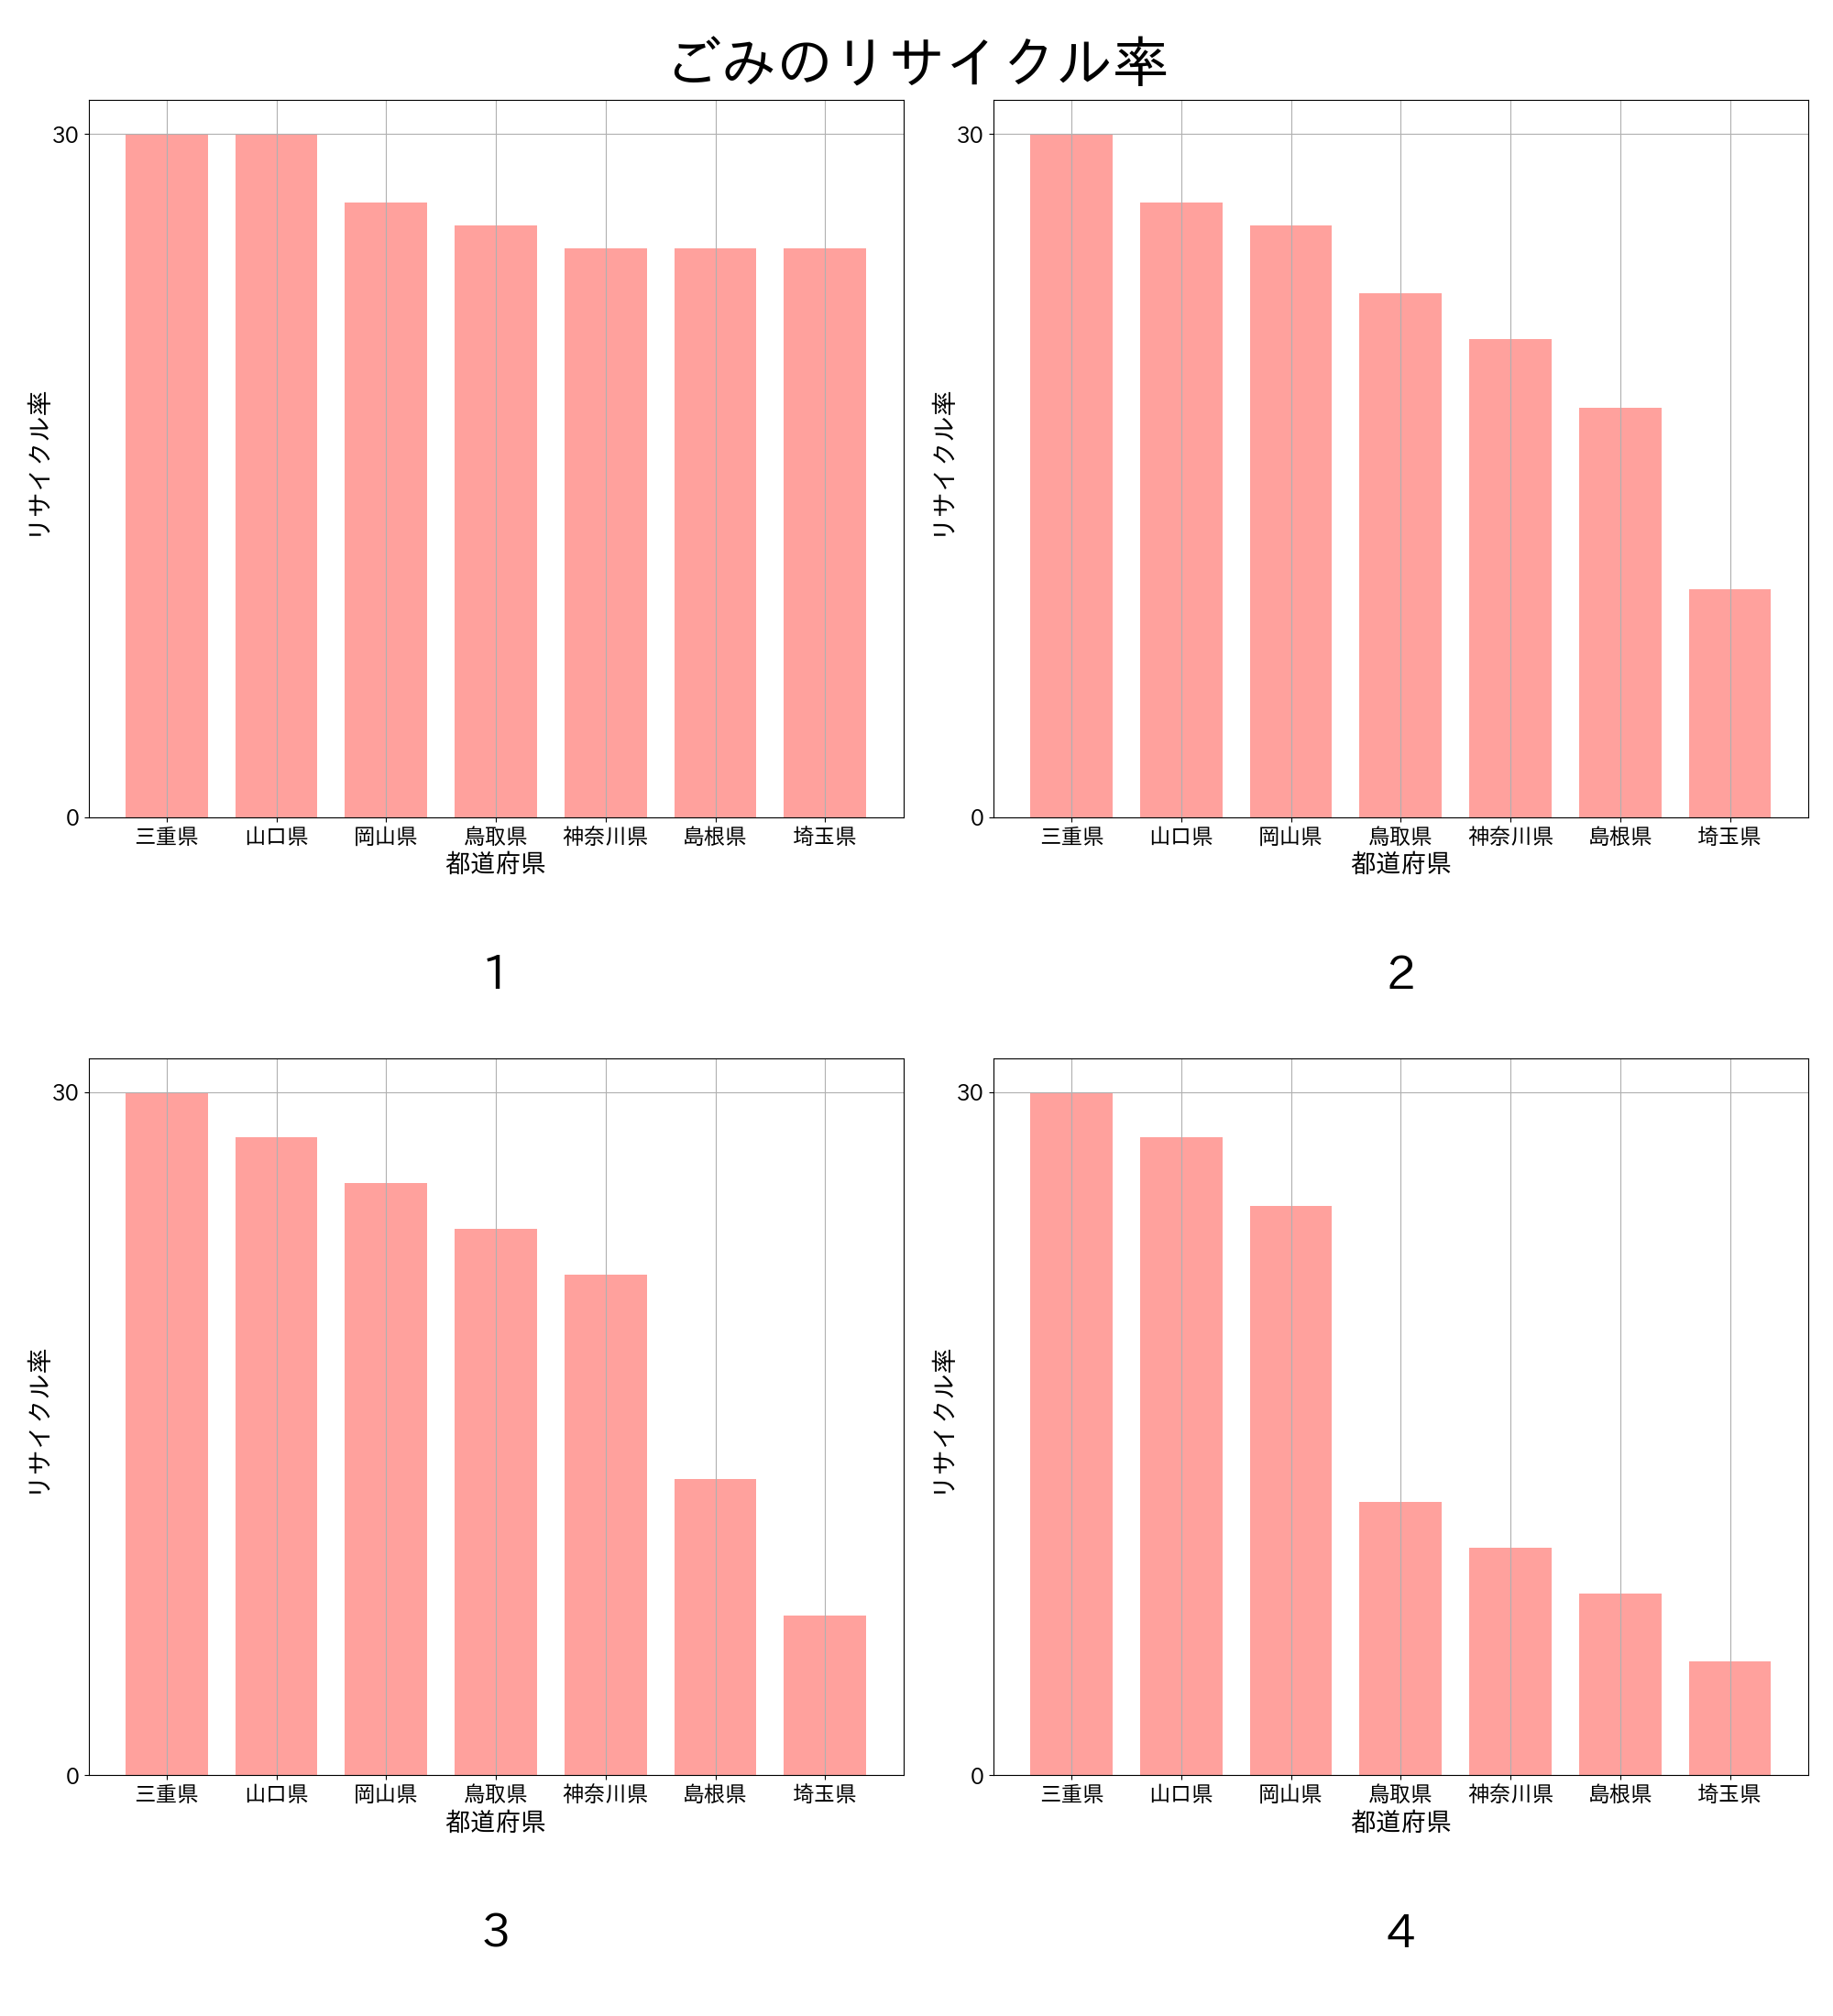 ごみのリサイクル率
30
0
リサイクル率
三重県 山口県 岡山県 鳥取県 神奈川県 島根県 埼玉県
都道府県
1
30
0
リサイクル率
三重県 山口県 岡山県 鳥取県 神奈川県 島根県 埼玉県
都道府県
2
30
0
リサイクル率
三重県 山口県 岡山県 鳥取県 神奈川県 島根県 埼玉県
都道府県
3
30
0
リサイクル率
三重県 山口県 岡山県 鳥取県 神奈川県 島根県 埼玉県
都道府県
4